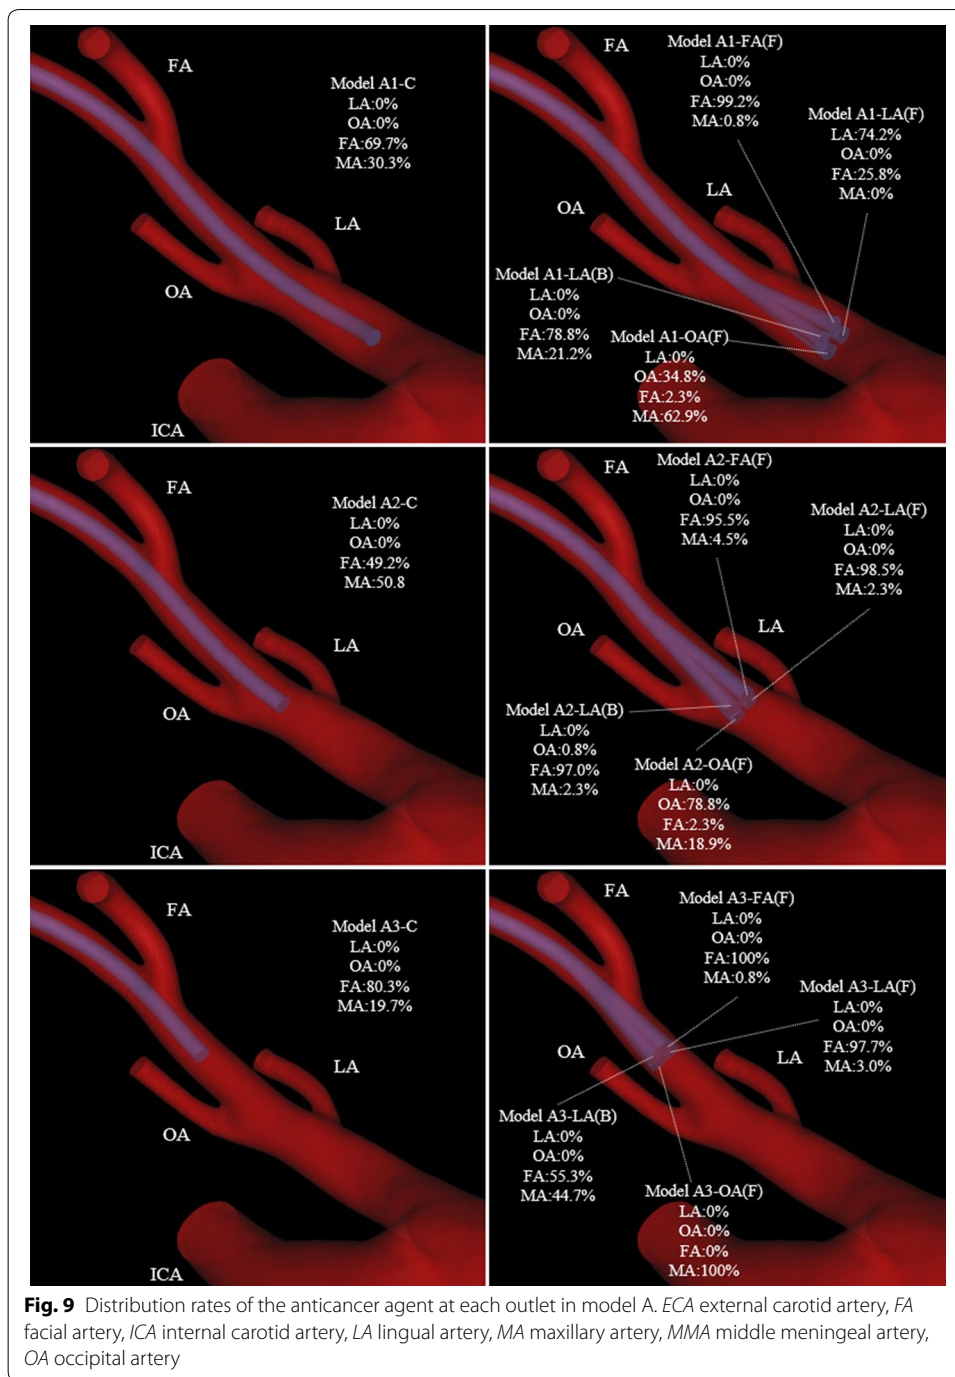 FA
Model A1-C
LA:0%
OA:0%
FA:69.7%
MA:30.3%
LA
OA
ICA
FA
Model A1-FA(F)
LA:0%
OA:0%
FA:99.2%
MA:0.8%
Model A1-LA(F)
LA:74.2%
OA:0%
FA:25.8%
MA:0%
LA
OA
Model A1-LA(B)
LA:0%
OA:0%
FA:78.8%
MA:21.2%
Model A1-OA(F)
LA:0%
OA:34.8%
FA:2.3%
MA:62.9%
FA
Model A2-C
LA:0%
OA:0%
FA:49.2%
MA:50.8
LA
OA
ICA
FA
Model A2-FA(F)
LA:0%
OA:0%
FA:95.5%
MA:4.5%
Model A2-LA(F)
LA:0%
OA:0%
FA:98.5%
MA:2.3%
OA
LA
Model A2-LA(B)
LA:0%
OA:0.8%
FA:97.0%
MA:2.3%
Model A2-OA(F)
LA:0%
OA:78.8%
FA:2.3%
MA:18.9%
FA
Model A3-C
LA:0%
OA:0%
FA:80.3%
MA:19.7%
LA
OA
ICA
FA
Model A3-FA(F)
LA:0%
OA:0%
FA:100%
MA:0.8%
Model A3-LA(F)
LA:0%
OA:0%
FA:97.7%
MA:3.0%
OA
LA
Model A3-LA(B)
LA:0%
OA:0%
FA:55.3%
MA:44.7%
Model A3-OA(F)
LA:0%
OA:0%
FA:0%
MA:100%
Fig. 9 Distribution rates of the anticancer agent at each outlet in model A. ECA external carotid artery, FA
facial artery, ICA internal carotid artery, LA lingual artery, MA maxillary artery, MMA middle meningeal artery,
OA occipital artery